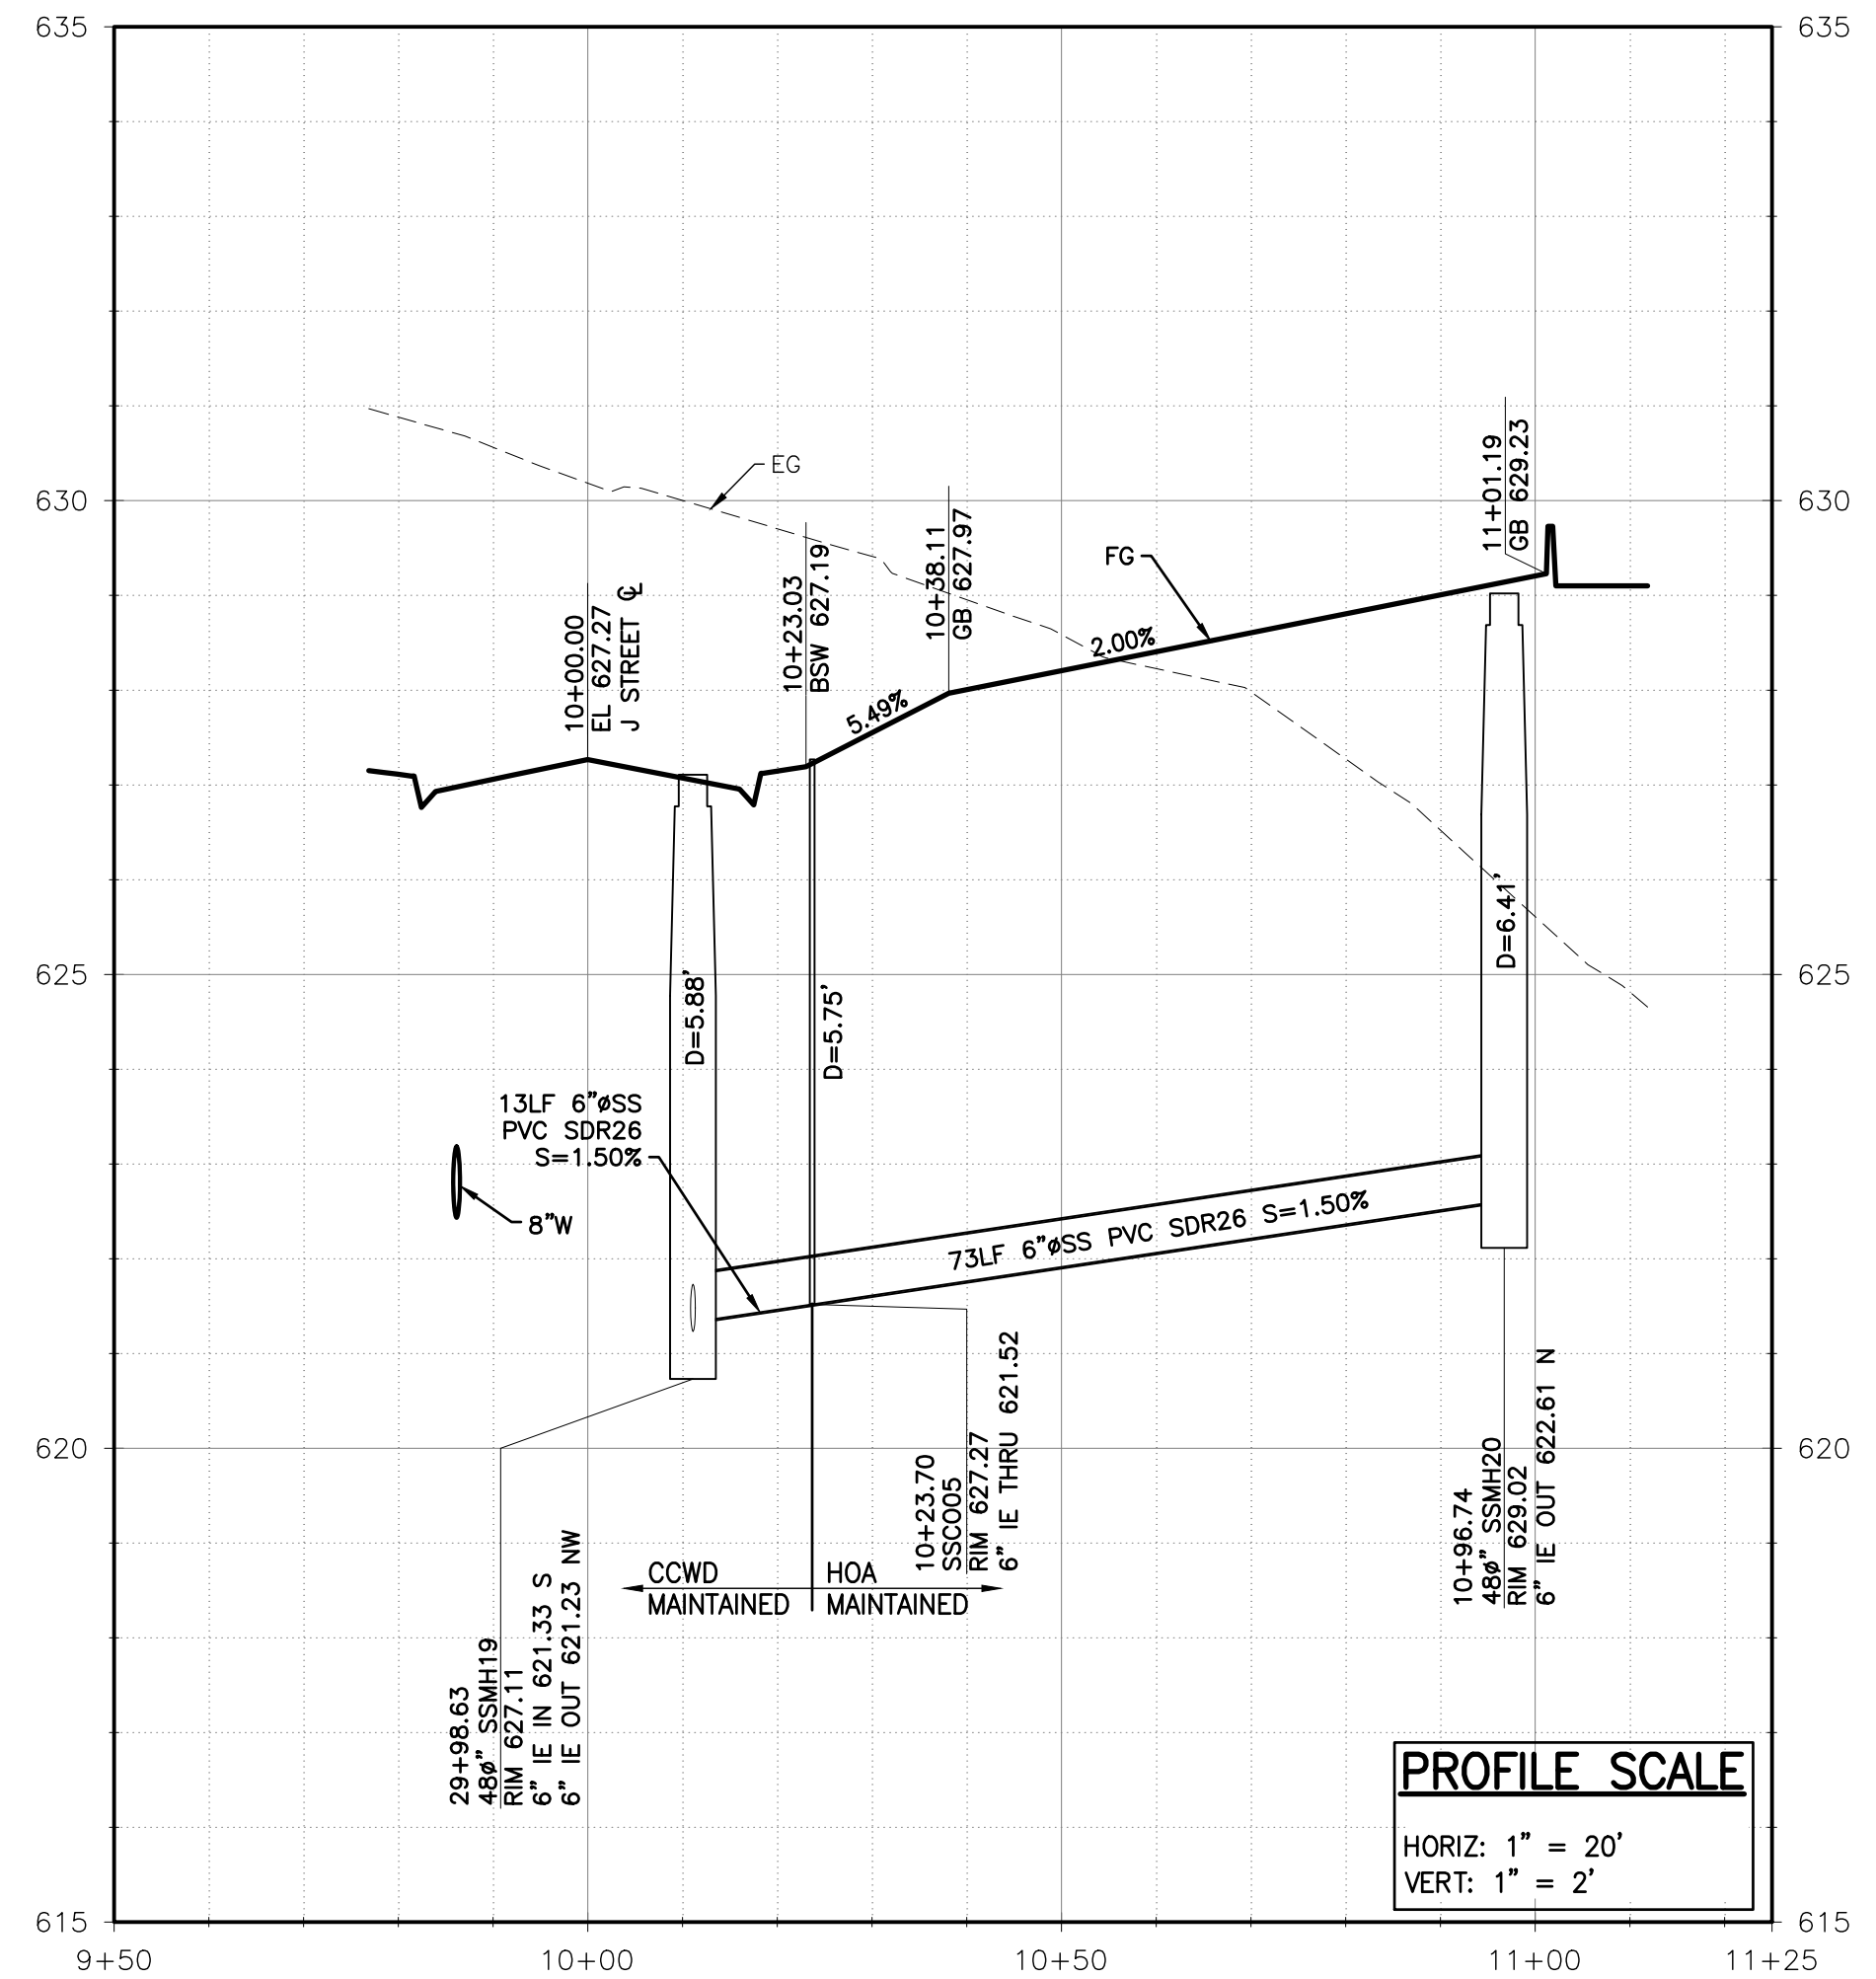 635
635
630
630
625
625
620
620
615
615
9+50
10+00
10+50
11+00
11+25
EG
FG
10+00.00
EL 627.27
J STREET ℄
10+23.03
BSW 627.19
10+38.11
GB 627.97
11+01.19
GB 629.23
5.49%
2.00%
D=5.88'
D=5.75'
D=6.41'
13LF 6"øSS
PVC SDR26
S=1.50%
8"W
73LF 6"øSS PVC SDR26 S=1.50%
CCWD
MAINTAINED
HOA
MAINTAINED
10+23.70
SSCO05
RIM 627.27
6" IE THRU 621.52
10+96.74
48ø" SSMH20
RIM 629.02
6" IE OUT 622.61 N
29+98.63
48ø" SSMH19
RIM 627.11
6" IE IN 621.33 S
6" IE OUT 621.23 NW
PROFILE SCALE
HORIZ: 1" = 20'
VERT: 1" = 2'